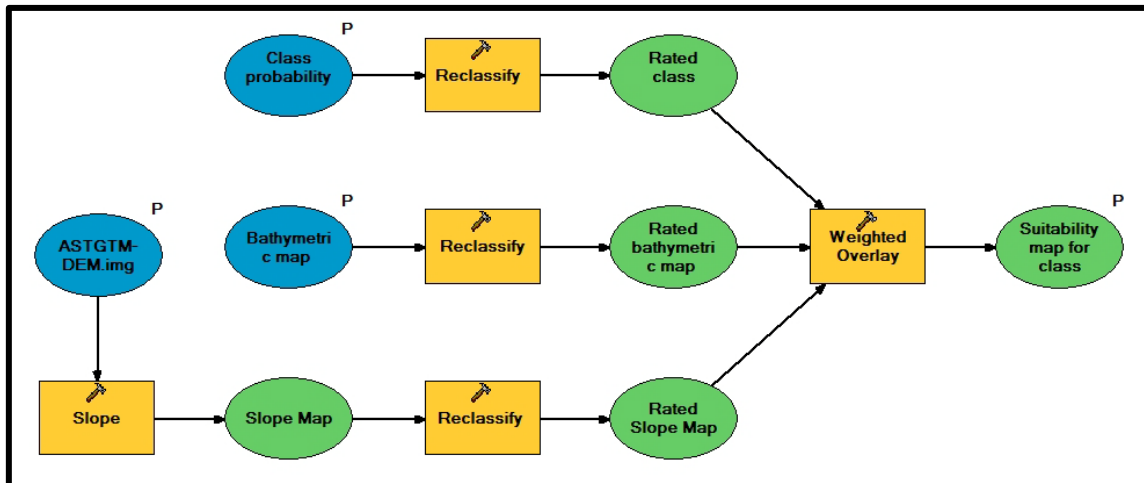 P
Class
probability
Reclassify
Rated
class
P
ASTGTM-
DEM.img
P
Bathymetri
c map
Reclassify
Rated
bathymetri
c map
Weighted
Overlay
P
Suitability
map for
class
Slope
Slope Map
Reclassify
Rated
Slope Map